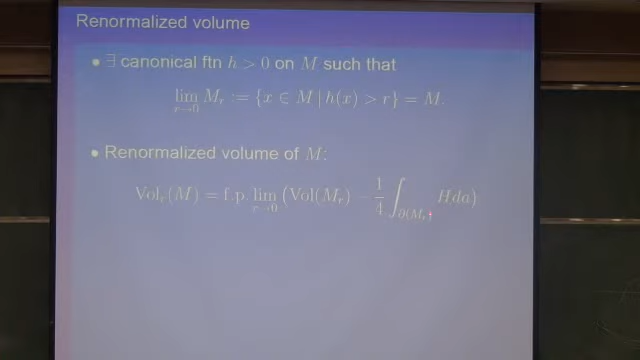 Renormalized volume
• ∃ canonical ftn h > 0 on M such that
lim_{r→0} M_r := {x ∈ M | h(x) > r} = M.
• Renormalized volume of M:
Vol_r(M) = f.p. lim_{r→0} (Vol(M_r) − 1/4 ∫_{∂(M_r)} H da)